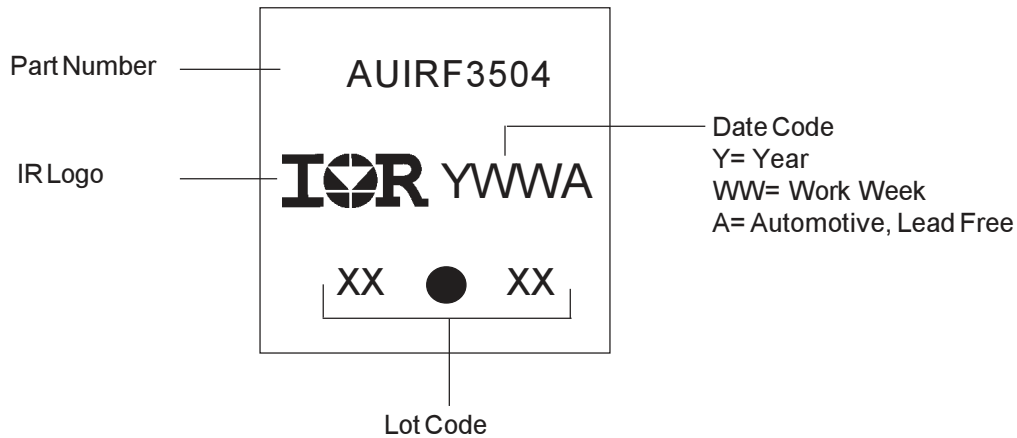 Part Number
AUIRF3504
IR Logo
IOR YWWA
Date Code
Y= Year
WW= Work Week
A= Automotive, Lead Free
XX XX
Lot Code